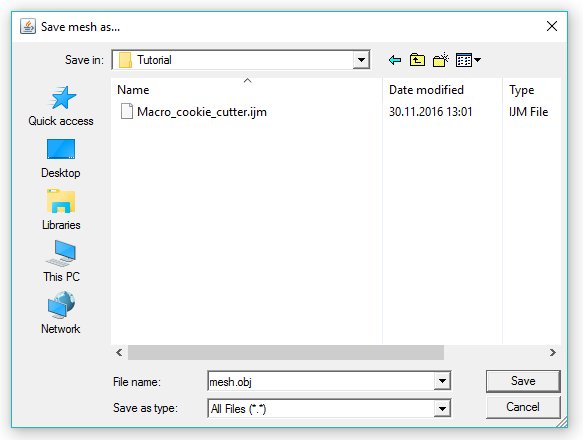 Save mesh as...
Save in: Tutorial
Name Date modified Type
Macro_cookie_cutter.ijm 30.11.2016 13:01 IJM File
Quick access
Desktop
Libraries
This PC
Network
File name: mesh.obj Save
Save as type: All Files (*.*) Cancel